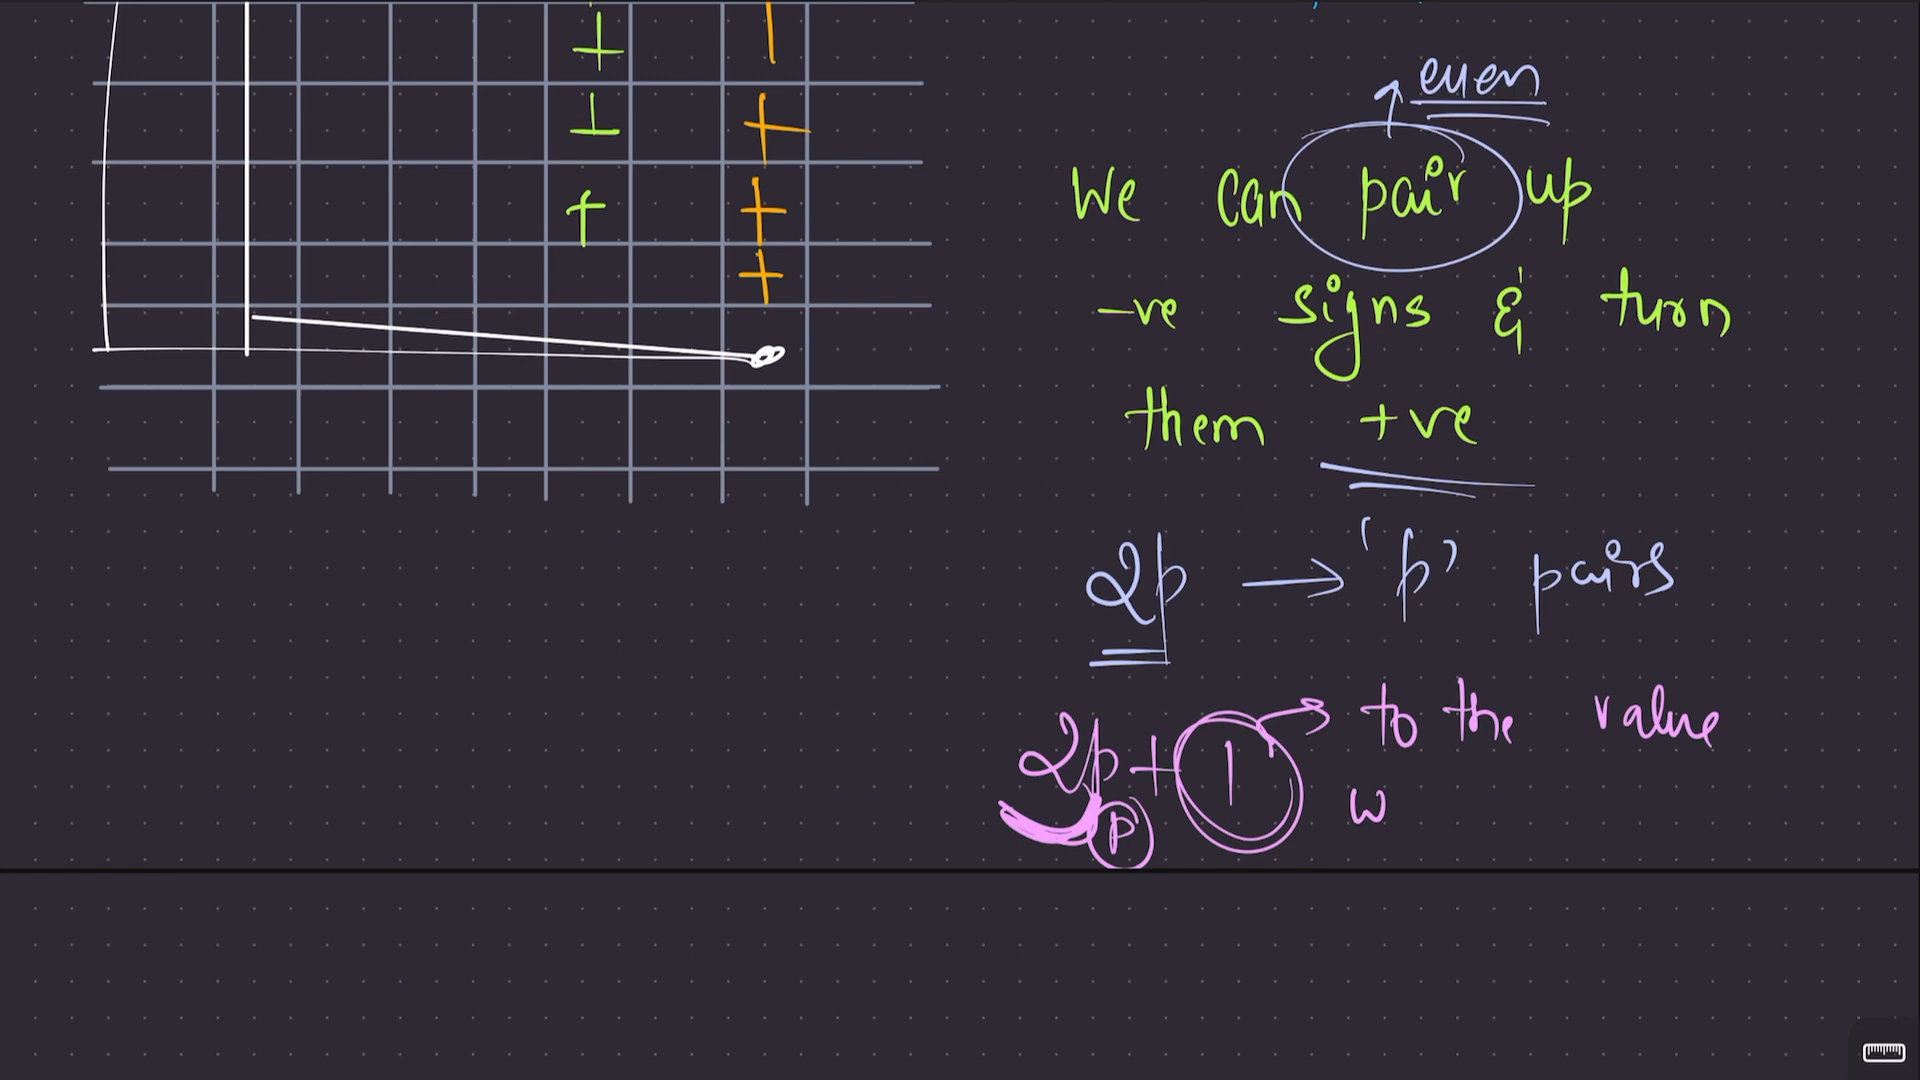 + |
+ +
+ +
+
even
We can pair up
-ve signs & turn
them +ve
2p → 'p' pairs
2p + 1 → to the value
p w